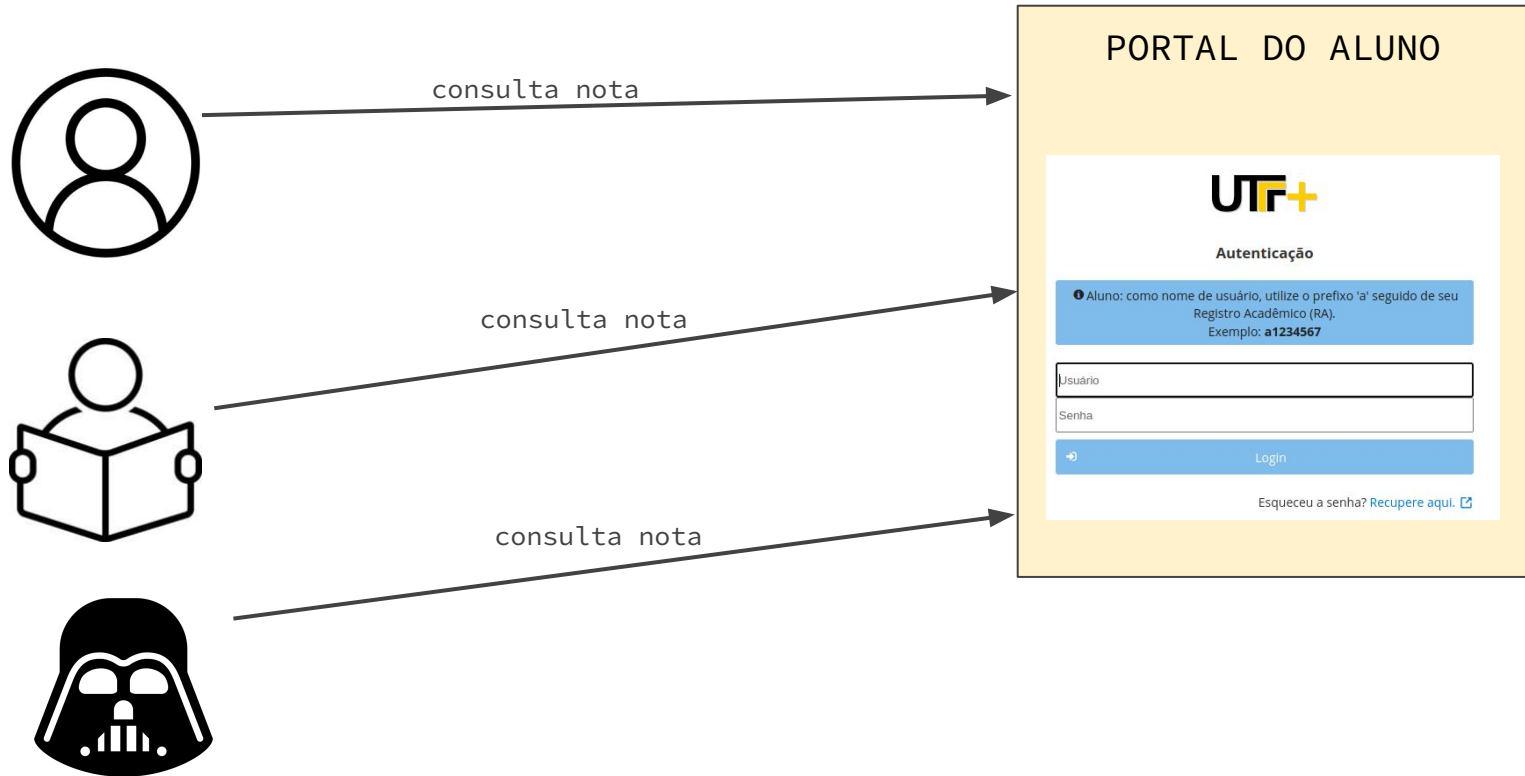 PORTAL DO ALUNO
consulta nota
UTF+
Autenticação
Aluno: como nome de usuário, utilize o prefixo 'a' seguido de seu
Registro Acadêmico (RA).
Exemplo: a1234567
consulta nota
Usuário
Senha
Login
Esqueceu a senha? Recupere aqui.
consulta nota